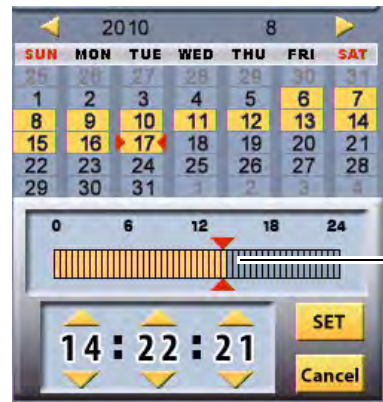 2010 8
SUN MON TUE WED THU FRI SAT
25 26 27 28 29 30 31
1 2 3 4 5 6 7
8 9 10 11 12 13 14
15 16 17 18 19 20 21
22 23 24 25 26 27 28
29 30 31 1 2 3 4
0 6 12 18 24
14 : 22 : 21
SET
Cancel